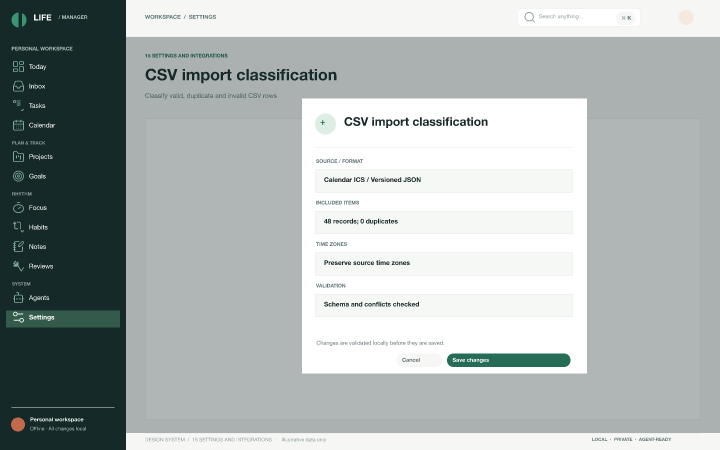 LIFE / MANAGER
PERSONAL WORKSPACE
Today
Inbox
Tasks
Calendar
PLAN & TRACK
Projects
Goals
RHYTHM
Focus
Habits
Notes
Reviews
SYSTEM
Agents
Settings
Personal workspace
Offline · All changes local
WORKSPACE / SETTINGS
Search anything...
⌘ K
15 SETTINGS AND INTEGRATIONS
CSV import classification
Classify valid, duplicate and invalid CSV rows
+
CSV import classification
SOURCE / FORMAT
Calendar ICS / Versioned JSON
INCLUDED ITEMS
48 records; 0 duplicates
TIME ZONES
Preserve source time zones
VALIDATION
Schema and conflicts checked
Changes are validated locally before they are saved.
Cancel
Save changes
DESIGN SYSTEM / 15 SETTINGS AND INTEGRATIONS · Illustrative data only
LOCAL · PRIVATE · AGENT-READY